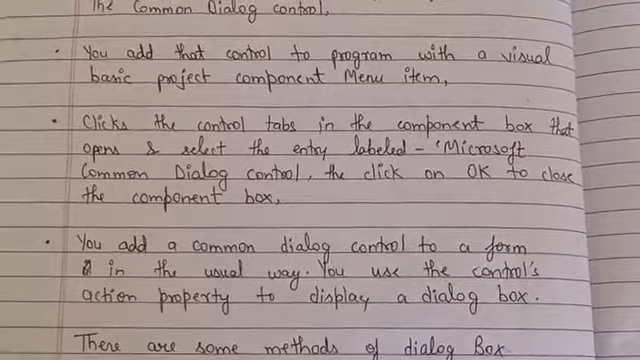 The Common Dialog control,
• You add that control to program with a visual
basic project component Menu item,
• Clicks the control tabs in the component box that
opens & select the entry labeled - 'Microsoft
Common Dialog control, the click on OK to close
the component box,
• You add a common dialog control to a form
in the usual way. You use the control's
action property to display a dialog box.
There are some methods of dialog Box